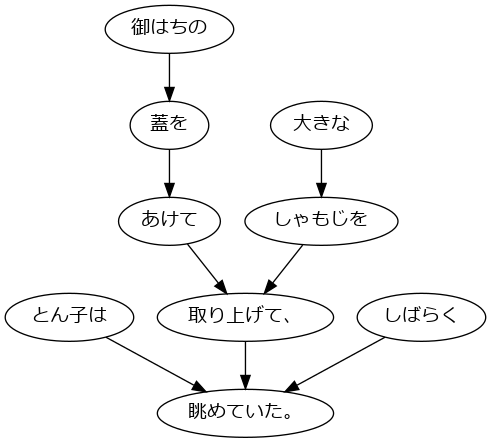 御はちの
蓋を
大きな
あけて
しゃもじを
とん子は
取り上げて、
しばらく
眺めていた。